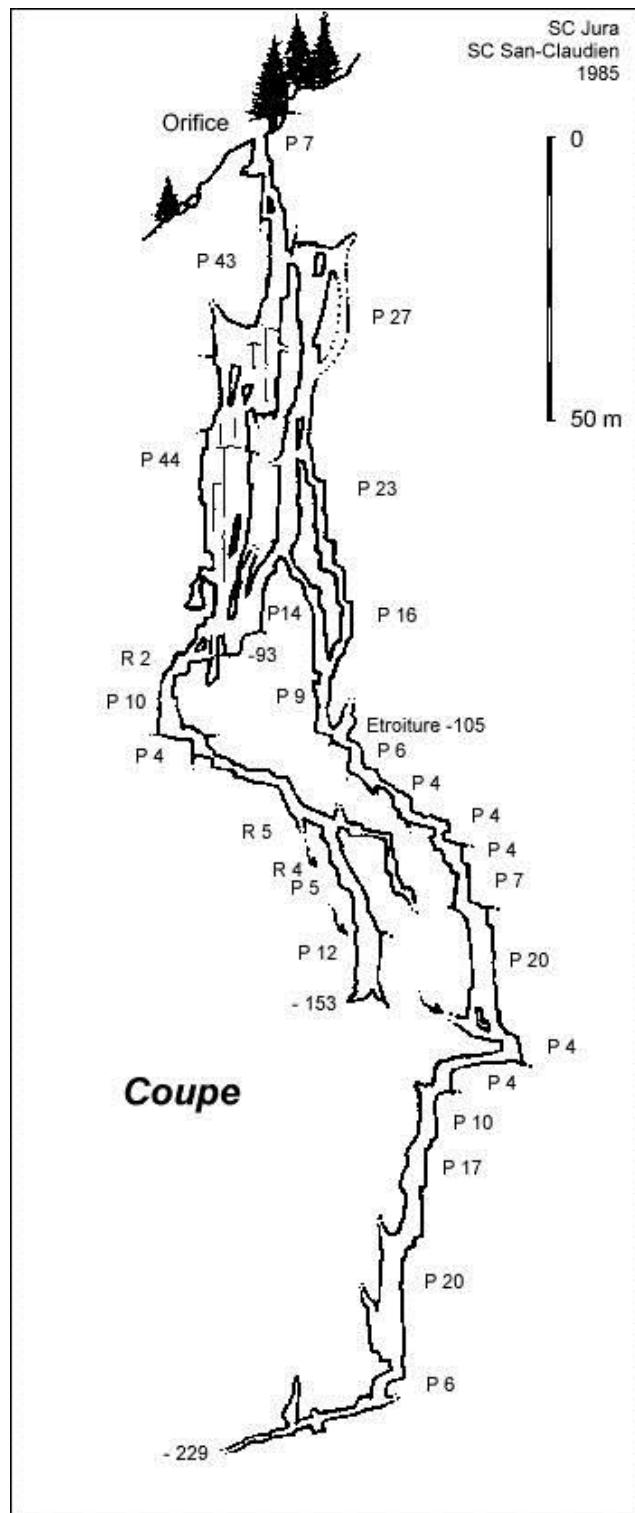 SC Jura
SC San-Claudien
1985
Orifice
P 7
0
P 43
P 27
50 m
P 44
P 23
P14
P 16
R 2
-93
P 10
P 9
Etroiture -105
P 4
P 6
P 4
P 4
R 5
P 4
R 4
P 5
P 7
P 12
P 20
- 153
P 4
Coupe
P 4
P 10
P 17
P 20
P 6
- 229